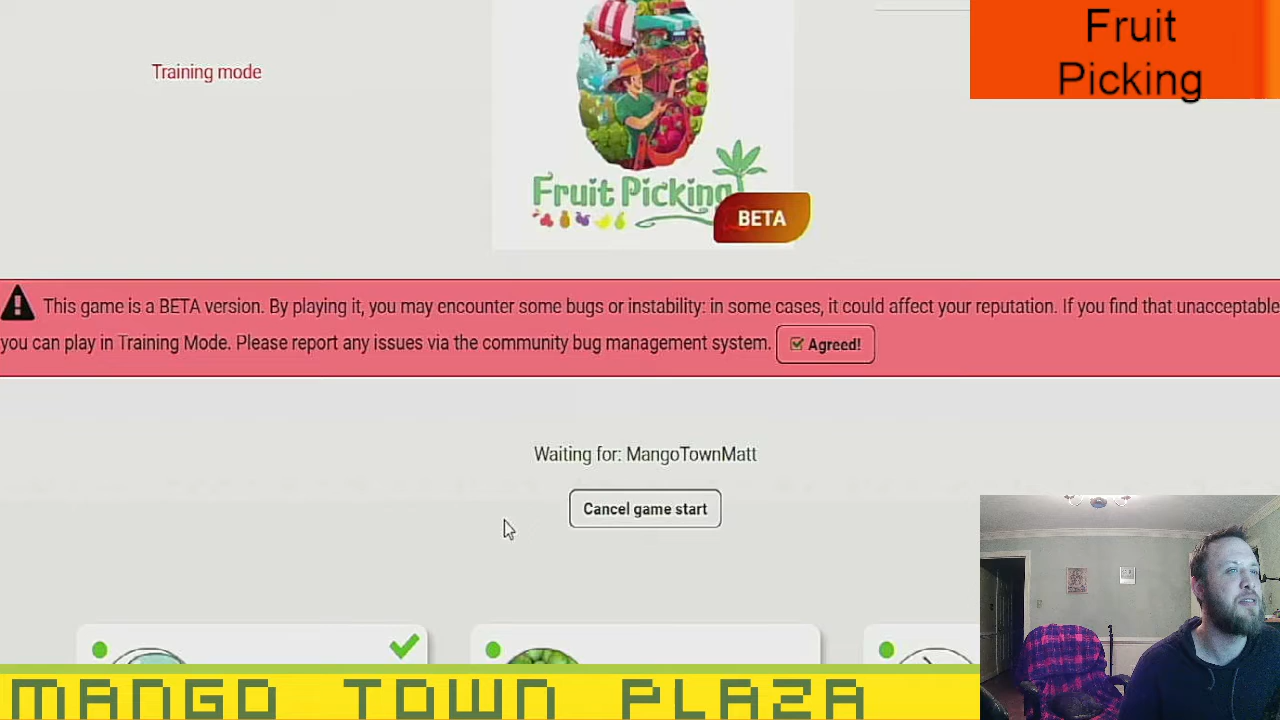 Training mode
Fruit
Picking
Fruit Picking
BETA
This game is a BETA version. By playing it, you may encounter some bugs or instability: in some cases, it could affect your reputation. If you find that unacceptable
you can play in Training Mode. Please report any issues via the community bug management system. Agreed!
Waiting for: MangoTownMatt
Cancel game start
MANGO TOWN PLAZA